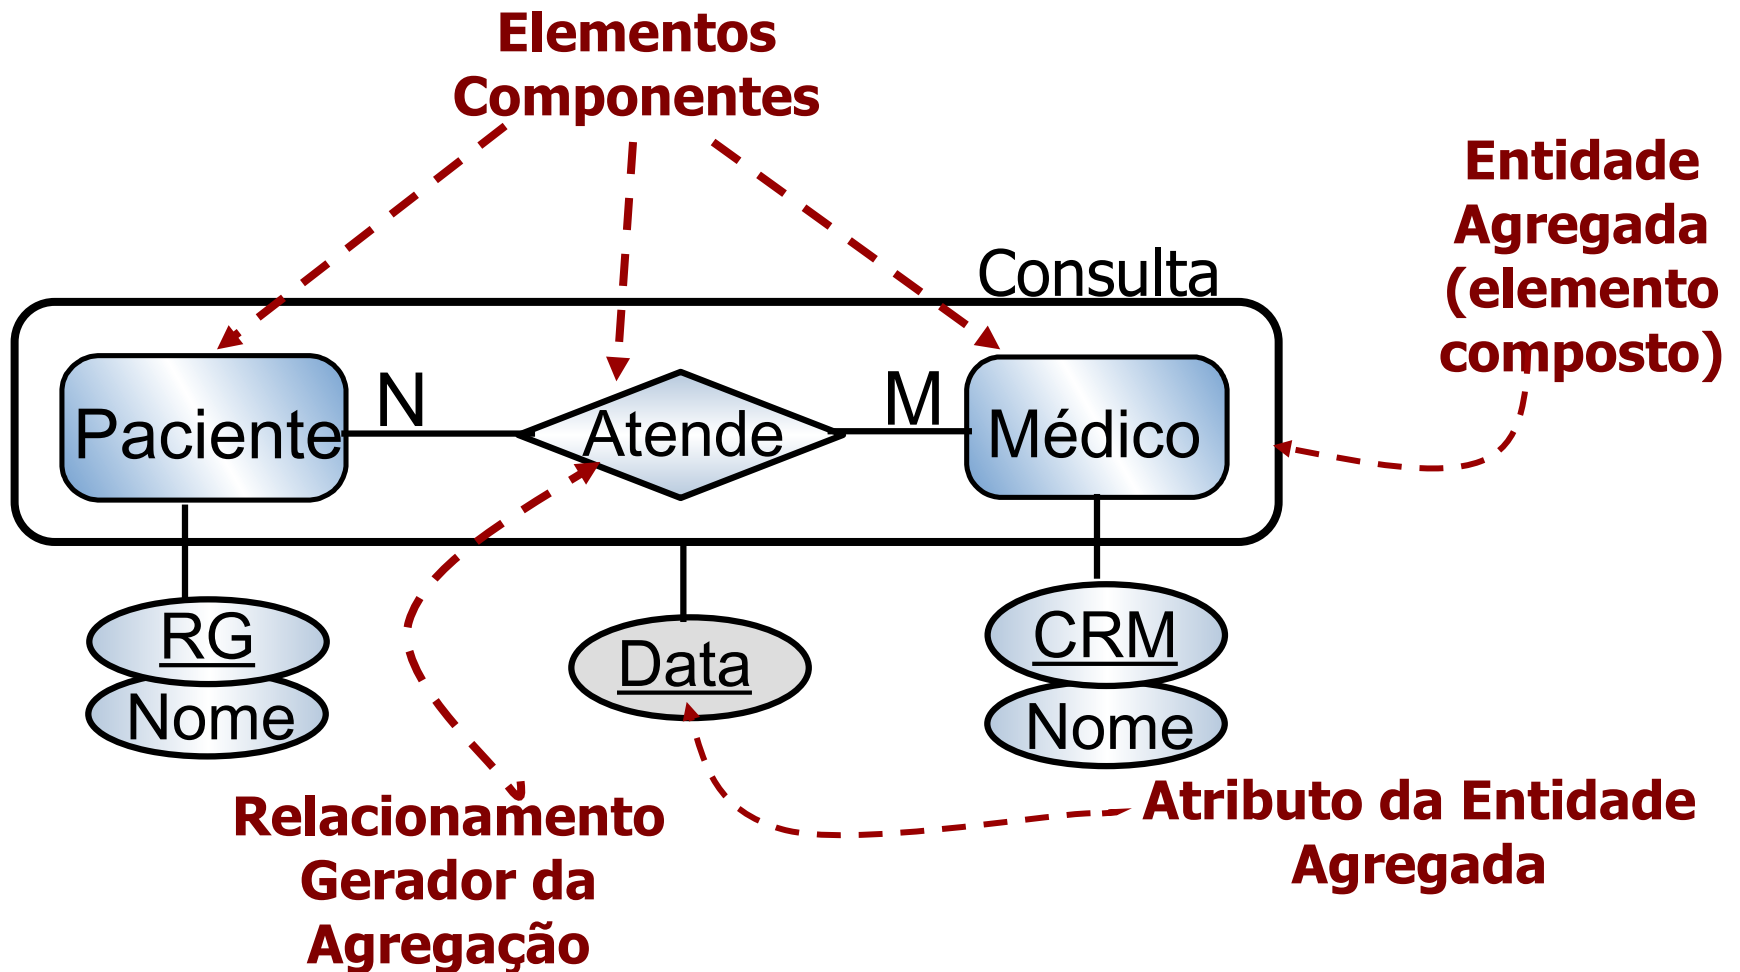 Elementos
Componentes
Entidade
Agregada
(elemento
composto)
Consulta
Paciente
N
Atende
M
Médico
RG
Nome
Data
CRM
Nome
Relacionamento
Gerador da
Agregação
Atributo da Entidade
Agregada